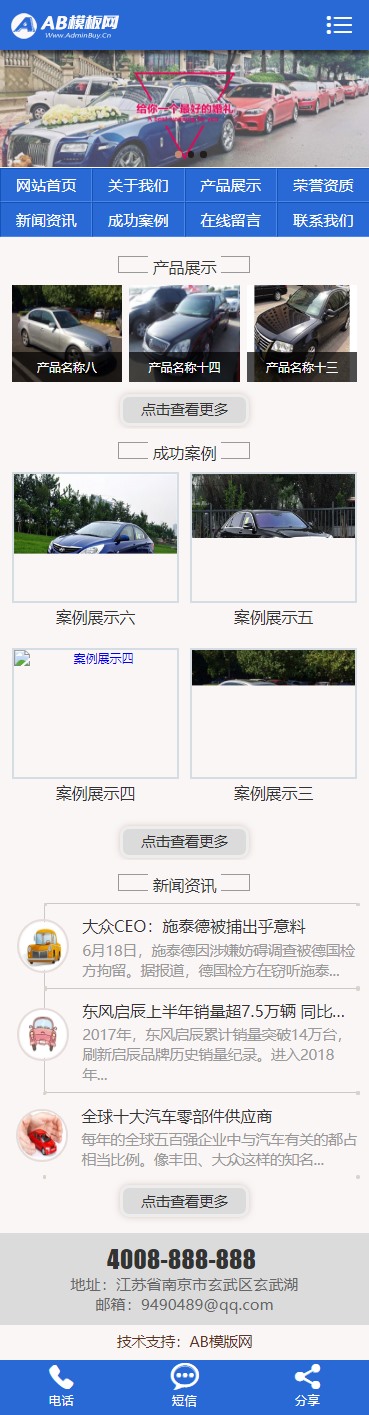 AB模板网
Www.AdminBuy.Cn
给你一个最好的婚礼
网站首页 关于我们 产品展示 荣誉资质
新闻资讯 成功案例 在线留言 联系我们
产品展示
产品名称八 产品名称十四 产品名称十三
点击查看更多
成功案例
案例展示六 案例展示五
案例展示四
案例展示四 案例展示三
点击查看更多
新闻资讯
大众CEO：施泰德被捕出乎意料
6月18日，施泰德因涉嫌妨碍调查被德国检
方拘留。据报道，德国检方在窃听施泰...
东风启辰上半年销量超7.5万辆 同比...
2017年，东风启辰累计销量突破14万台，
刷新启辰品牌历史销量纪录。进入2018
年...
全球十大汽车零部件供应商
每年的全球五百强企业中与汽车有关的都占
相当比例。像丰田、大众这样的知名...
点击查看更多
4008-888-888
地址：江苏省南京市玄武区玄武湖
邮箱：9490489@qq.com
技术支持：AB模版网
电话 短信 分享